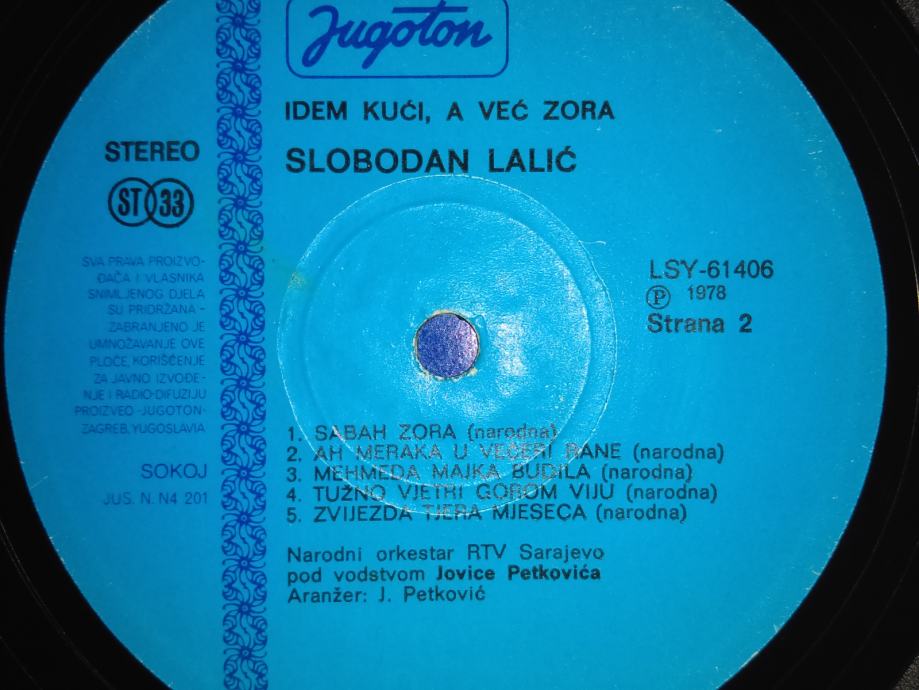 Jugoton
IDEM KUĆI, A VEĆ ZORA
SLOBODAN LALIĆ
STEREO
ST 33
SVA PRAVA PROIZVO-
ĐAČA I VLASNIKA
SNIMLJENOG DJELA
SU PRIDRŽANA -
ZABRANJENO JE
UMNOŽAVANJE OVE
PLOČE, KORIŠĆENJE
ZA JAVNO IZVOĐE-
NJE I RADIO-DIFUZIJU
PROIZVEO -JUGOTON-
ZAGREB, YUGOSLAVIA
SOKOJ
JUS. N. N4 201
LSY-61406
Ⓟ 1978
Strana 2
1. SABAH ZORA (narodna)
2. AH MERAKA U VEČERI RANE (narodna)
3. MEHMEDA MAJKA BUDILA (narodna)
4. TUŽNO VJETRI GOROM VIJU (narodna)
5. ZVIJEZDA TJERA MJESECA (narodna)
Narodni orkestar RTV Sarajevo
pod vodstvom Jovice Petkovića
Aranžer: J. Petković